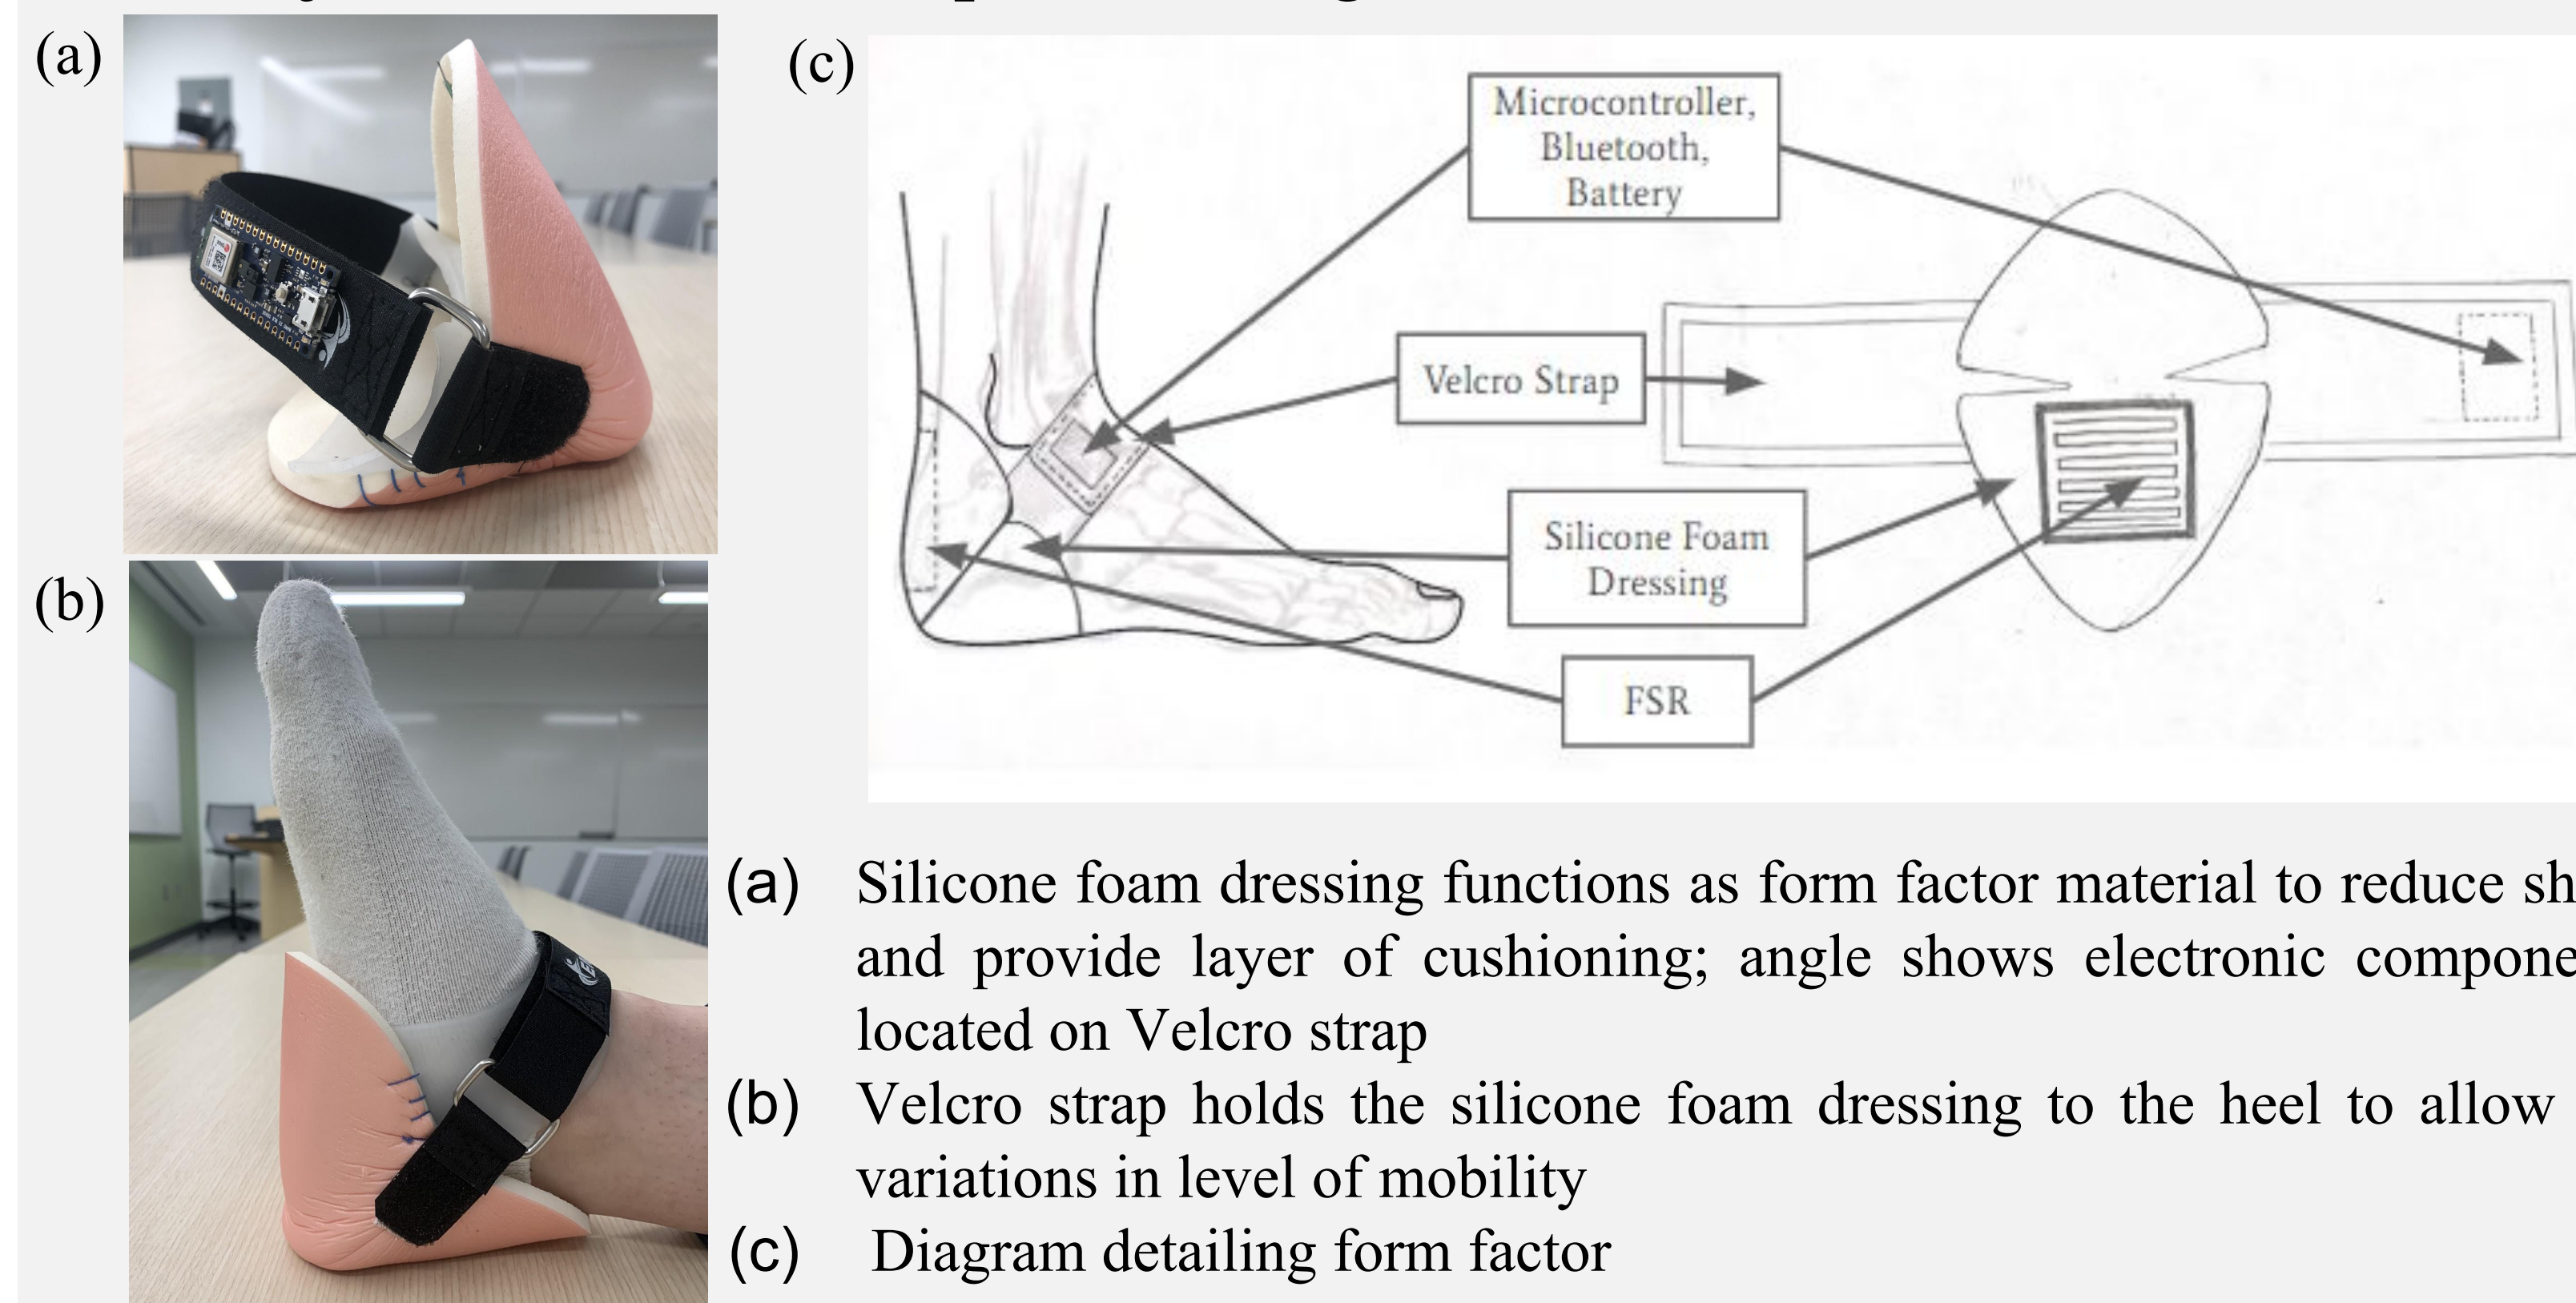 (a)
(c)
Microcontroller,
Bluetooth,
Battery
Velcro Strap
Silicone Foam
Dressing
FSR
(b)
(a) Silicone foam dressing functions as form factor material to reduce
and provide layer of cushioning; angle shows electronic
located on Velcro strap
(b) Velcro strap holds the silicone foam dressing to the heel to allow
variations in level of mobility
(c) Diagram detailing form factor